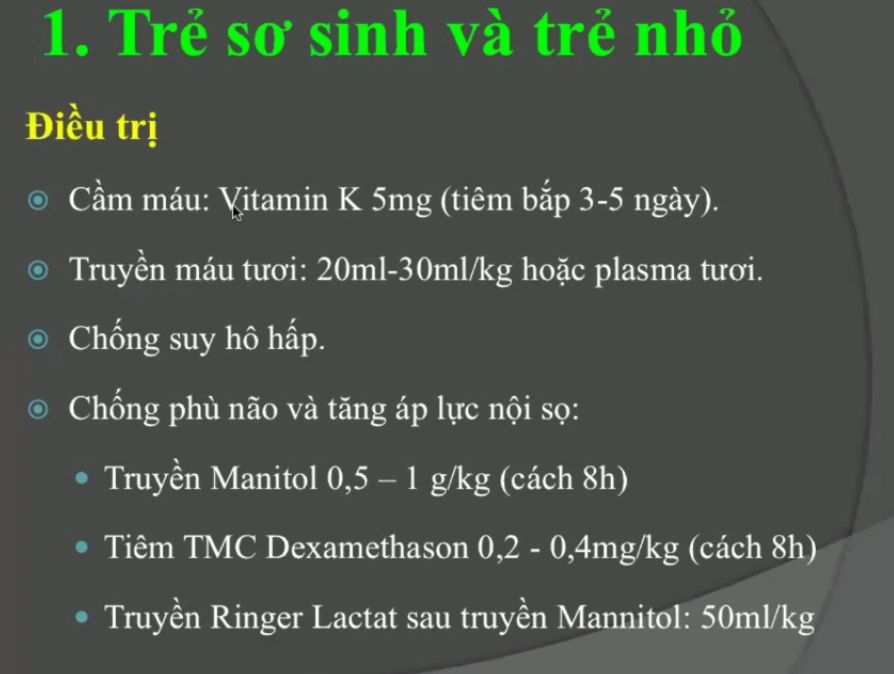 1. Trẻ sơ sinh và trẻ nhỏ
Điều trị
Cầm máu: Vitamin K 5mg (tiêm bắp 3-5 ngày).
Truyền máu tươi: 20ml-30ml/kg hoặc plasma tươi.
Chống suy hô hấp.
Chống phù não và tăng áp lực nội sọ:
Truyền Manitol 0,5 – 1 g/kg (cách 8h)
Tiêm TMC Dexamethason 0,2 - 0,4mg/kg (cách 8h)
Truyền Ringer Lactat sau truyền Mannitol: 50ml/kg